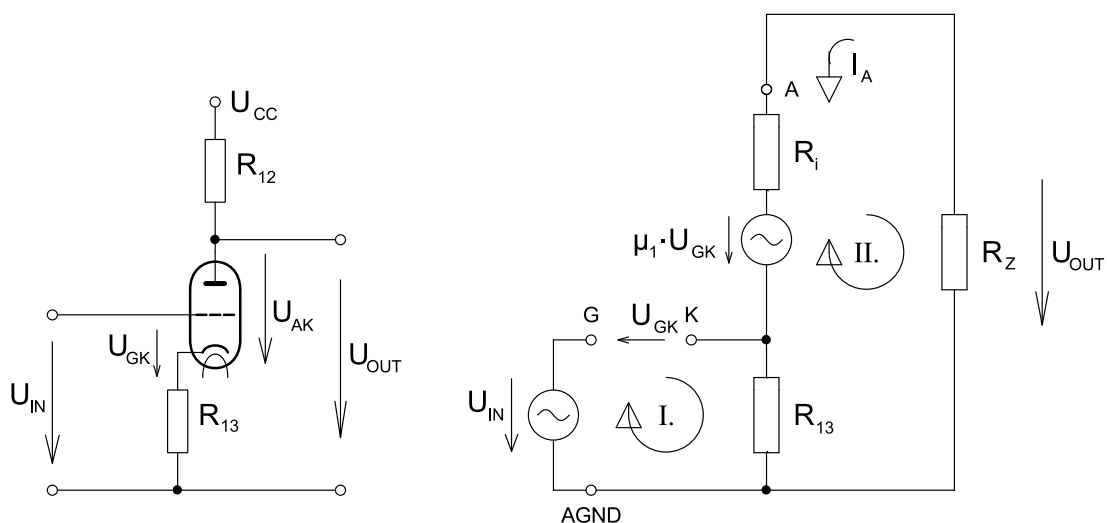 U_CC
R_12
U_AK
U_GK
U_OUT
U_IN
R_13
I_A
A
R_i
μ_1·U_GK
II.
R_Z
U_OUT
G
U_GK
K
U_IN
I.
R_13
AGND